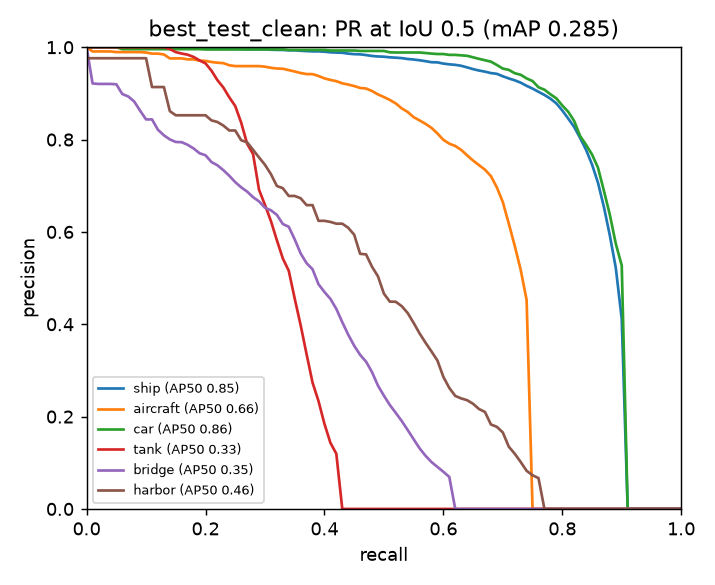 best_test_clean: PR at IoU 0.5 (mAP 0.285)
1.0
0.8
0.6
0.4
0.2
0.0
precision
ship (AP50 0.85)
aircraft (AP50 0.66)
car (AP50 0.86)
tank (AP50 0.33)
bridge (AP50 0.35)
harbor (AP50 0.46)
0.0 0.2 0.4 0.6 0.8 1.0
recall